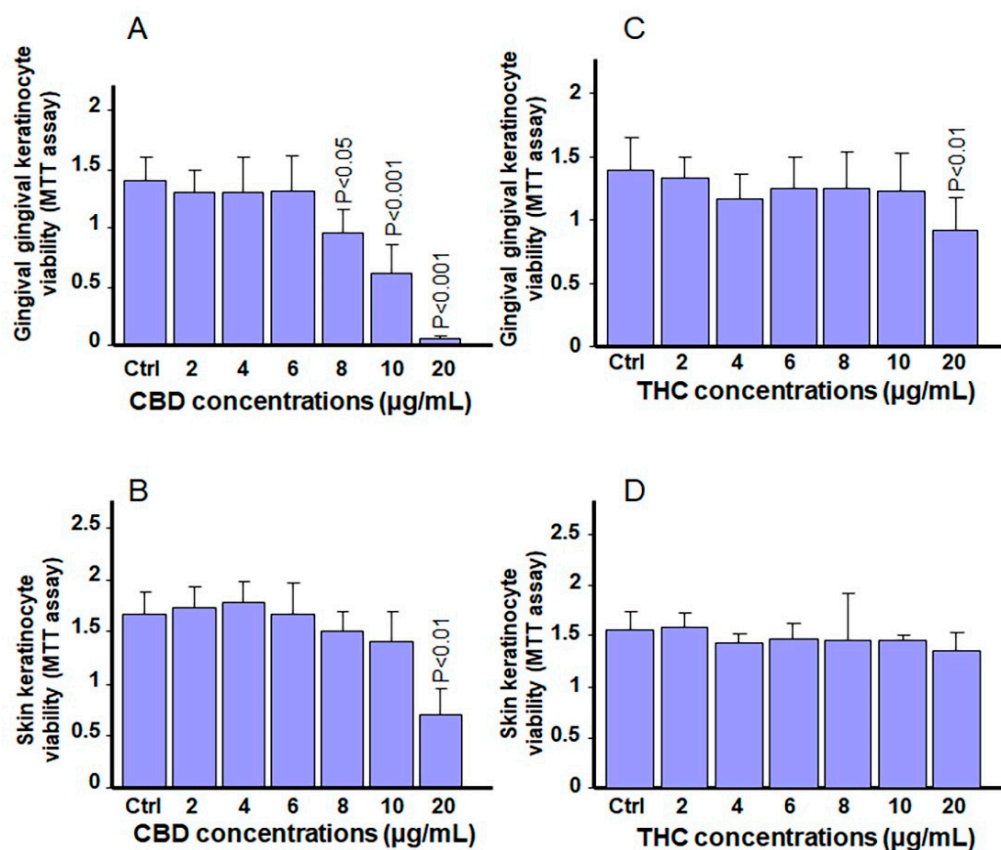 A
Gingival gingival keratinocyte
viability (MTT assay)
2
1.5
1
0.5
0
P<0.05
P<0.001
P<0.001
Ctrl 2 4 6 8 10 20
CBD concentrations (µg/mL)
C
Gingival gingival keratinocyte
viability (MTT assay)
2
1.5
1
0.5
0
P<0.01
Ctrl 2 4 6 8 10 20
THC concentrations (µg/mL)
B
Skin keratinocyte
viability (MTT assay)
2.5
2
1.5
1
0.5
0
P<0.01
Ctrl 2 4 6 8 10 20
CBD concentrations (µg/mL)
D
Skin keratinocyte
viability (MTT assay)
2.5
2
1.5
1
0.5
0
Ctrl 2 4 6 8 10 20
THC concentrations (µg/mL)